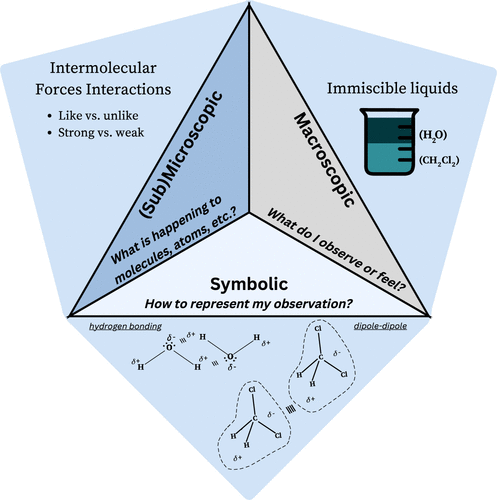 Intermolecular
Forces Interactions
• Like vs. unlike
• Strong vs. weak
Immiscible liquids
(H₂O)
(CH₂Cl₂)
(Sub)Microscopic
What is happening to
molecules, atoms, etc.?
Macroscopic
What do I observe or feel?
Symbolic
How to represent my observation?
hydrogen bonding
dipole-dipole
δ-
O
δ+
H
H
δ+
H
δ+
H
δ+
O
δ-
Cl
C
δ-
H
H
Cl
δ+
Cl
C
δ-
H
H
Cl
δ+